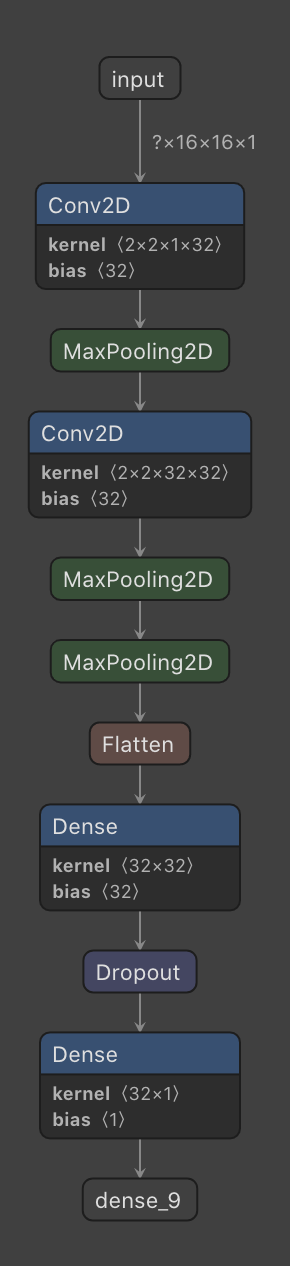 input
?×16×16×1
Conv2D
kernel ⟨2×2×1×32⟩
bias ⟨32⟩
MaxPooling2D
Conv2D
kernel ⟨2×2×32×32⟩
bias ⟨32⟩
MaxPooling2D
MaxPooling2D
Flatten
Dense
kernel ⟨32×32⟩
bias ⟨32⟩
Dropout
Dense
kernel ⟨32×1⟩
bias ⟨1⟩
dense_9